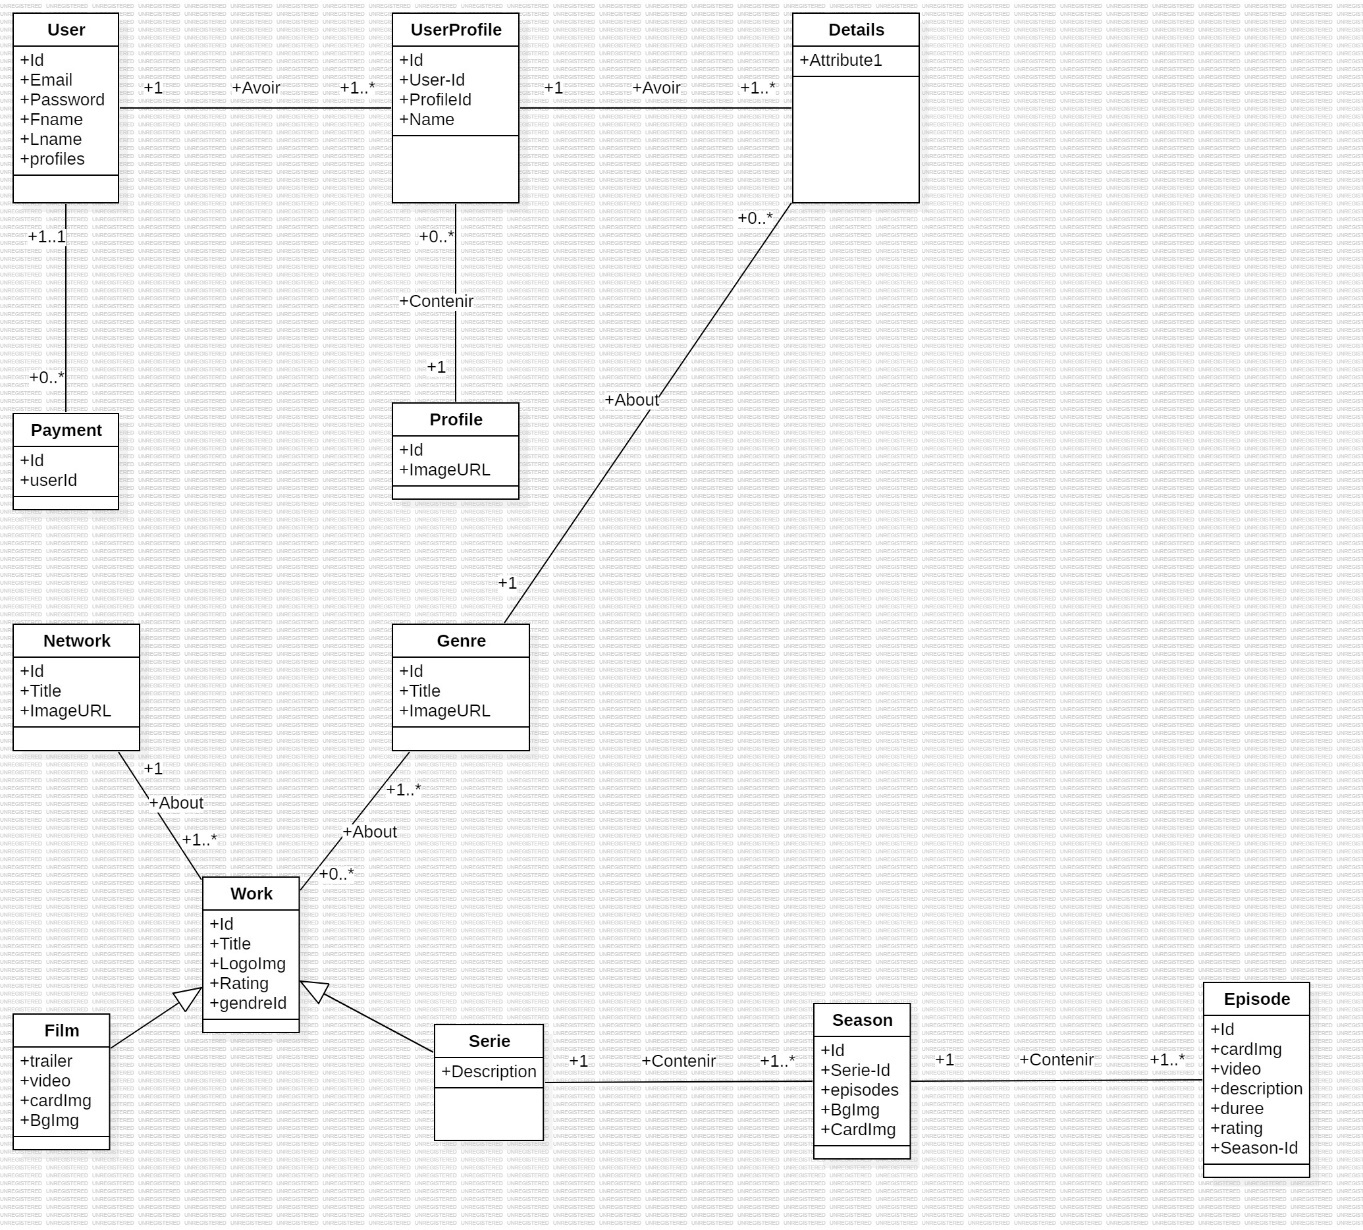 User
+Id
+Email
+Password
+Fname
+Lname
+profiles
+1
+Avoir
+1..*
UserProfile
+Id
+User-Id
+ProfileId
+Name
+1
+Avoir
+1..*
Details
+Attribute1
+1..1
+0..*
+0..*
+Contenir
+1
+0..*
+About
+1
Payment
+Id
+userId
Profile
+Id
+ImageURL
Network
+Id
+Title
+ImageURL
Genre
+Id
+Title
+ImageURL
+1
+About
+1..*
+1..*
+About
+0..*
Work
+Id
+Title
+LogoImg
+Rating
+gendreId
Film
+trailer
+video
+cardImg
+BgImg
Serie
+Description
+1
+Contenir
+1..*
Season
+Id
+Serie-Id
+episodes
+BgImg
+CardImg
+1
+Contenir
+1..*
Episode
+Id
+cardImg
+video
+description
+duree
+rating
+Season-Id
UNREGISTERED